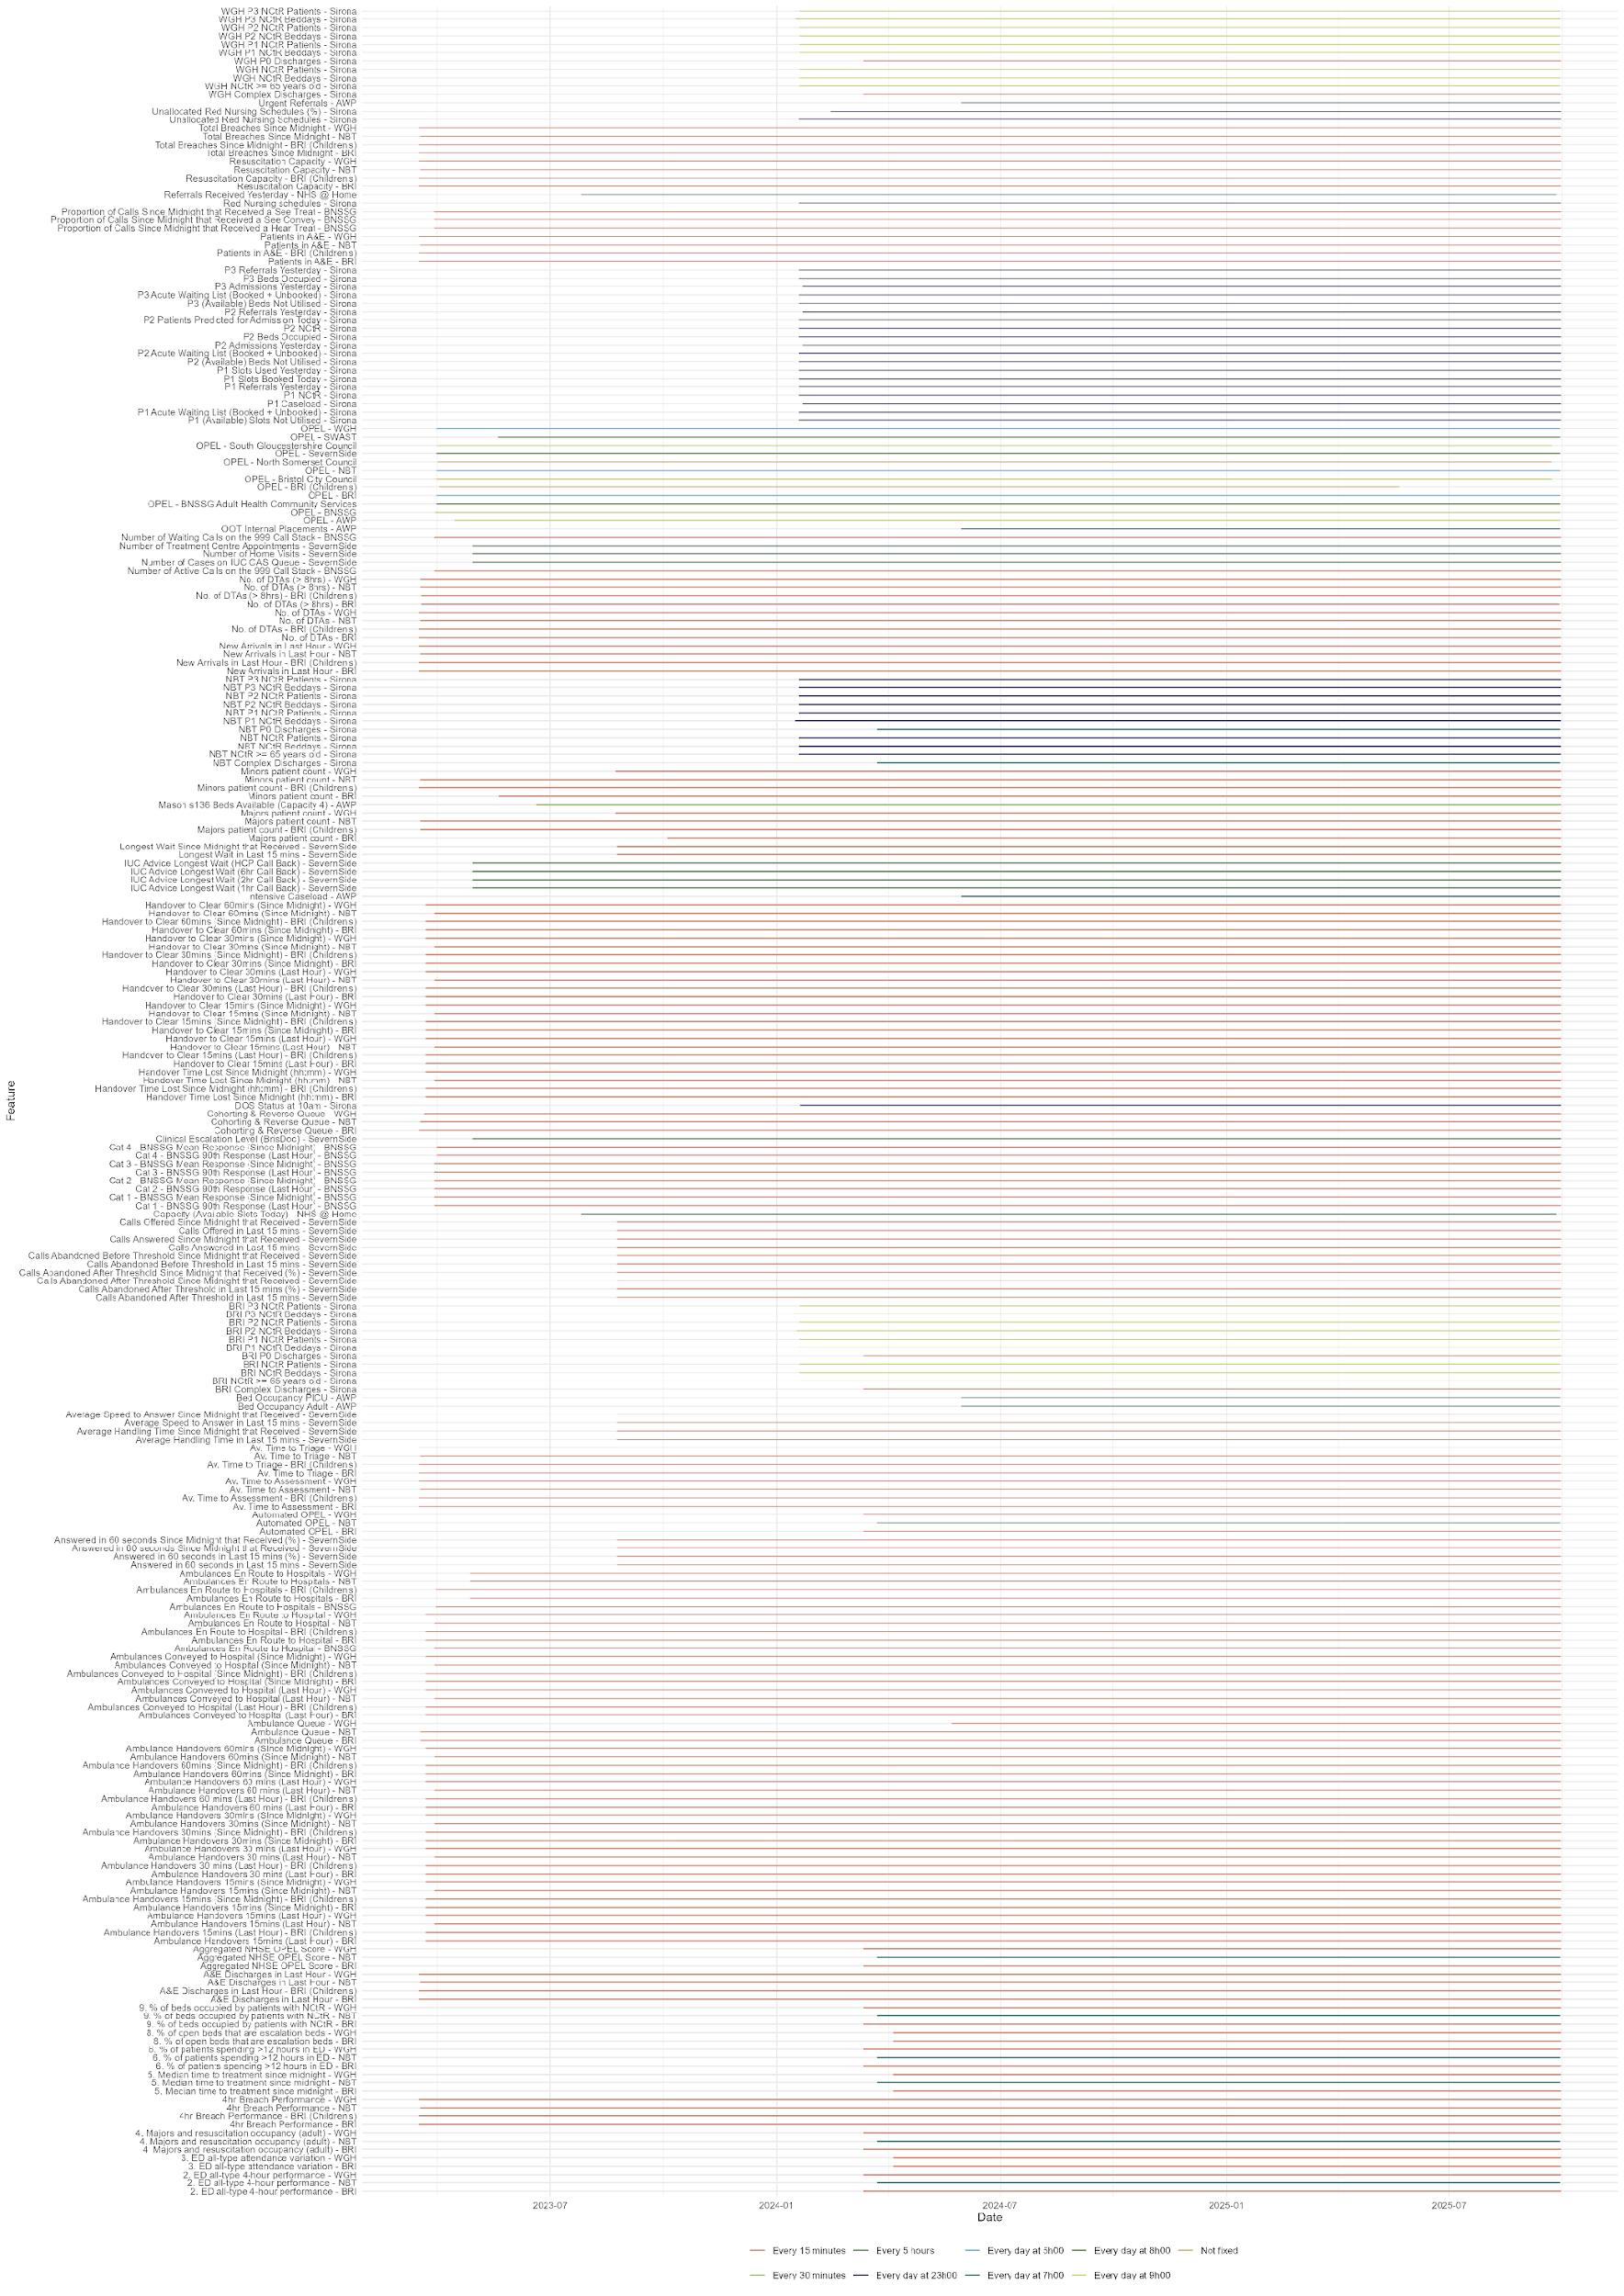 WGH P3 NCtR Patients - Sirona
WGH P3 NCtR Beddays - Sirona
WGH P2 NCtR Patients - Sirona
WGH P2 NCtR Beddays - Sirona
WGH P1 NCtR Patients - Sirona
WGH P1 NCtR Beddays - Sirona
WGH P0 Discharges - Sirona
WGH NCtR Patients - Sirona
WGH NCtR Beddays - Sirona
WGH NCtR >= 65 years old - Sirona
WGH Complex Discharges - Sirona
Urgent Referrals - AWP
Unallocated Red Nursing Schedules (%) - Sirona
Unallocated Red Nursing Schedules - Sirona
Total Breaches Since Midnight - WGH
Total Breaches Since Midnight - NBT
Total Breaches Since Midnight - BRI (Childrens)
Total Breaches Since Midnight - BRI
Resuscitation Capacity - WGH
Resuscitation Capacity - NBT
Resuscitation Capacity - BRI (Childrens)
Resuscitation Capacity - BRI
Referrals Received Yesterday - NHS @ Home
Red Nursing schedules - Sirona
Proportion of Calls Since Midnight that Received a See Treat - BNSSG
Proportion of Calls Since Midnight that Received a See Convey - BNSSG
Proportion of Calls Since Midnight that Received a Hear Treat - BNSSG
Patients in A&E - WGH
Patients in A&E - NBT
Patients in A&E - BRI (Childrens)
Patients in A&E - BRI
P3 Referrals Yesterday - Sirona
P3 Beds Occupied - Sirona
P3 Admissions Yesterday - Sirona
P3 Acute Waiting List (Booked + Unbooked) - Sirona
P3 (Available) Beds Not Utilised - Sirona
P2 Referrals Yesterday - Sirona
P2 Patients Predicted for Admission Today - Sirona
P2 NCtR - Sirona
P2 Beds Occupied - Sirona
P2 Admissions Yesterday - Sirona
P2 Acute Waiting List (Booked + Unbooked) - Sirona
P2 (Available) Beds Not Utilised - Sirona
P1 Slots Used Yesterday - Sirona
P1 Slots Booked Today - Sirona
P1 Referrals Yesterday - Sirona
P1 NCtR - Sirona
P1 Caseload - Sirona
P1 Acute Waiting List (Booked + Unbooked) - Sirona
P1 (Available) Slots Not Utilised - Sirona
OPEL - WGH
OPEL - SWAST
OPEL - South Gloucestershire Council
OPEL - SevernSide
OPEL - North Somerset Council
OPEL - NBT
OPEL - Bristol City Council
OPEL - BRI (Childrens)
OPEL - BRI
OPEL - BNSSG Adult Health Community Services
OPEL - BNSSG
OPEL - AWP
OOT Internal Placements - AWP
Number of Waiting Calls on the 999 Call Stack - BNSSG
Number of Treatment Centre Appointments - SevernSide
Number of Home Visits - SevernSide
Number of Cases on IUC CAS Queue - SevernSide
Number of Active Calls on the 999 Call Stack - BNSSG
No. of DTAs (> 8hrs) - WGH
No. of DTAs (> 8hrs) - NBT
No. of DTAs (> 8hrs) - BRI (Childrens)
No. of DTAs (> 8hrs) - BRI
No. of DTAs - WGH
No. of DTAs - NBT
No. of DTAs - BRI (Childrens)
No. of DTAs - BRI
New Arrivals in Last Hour - WGH
New Arrivals in Last Hour - NBT
New Arrivals in Last Hour - BRI (Childrens)
New Arrivals in Last Hour - BRI
NBT P3 NCtR Patients - Sirona
NBT P3 NCtR Beddays - Sirona
NBT P2 NCtR Patients - Sirona
NBT P2 NCtR Beddays - Sirona
NBT P1 NCtR Patients - Sirona
NBT P1 NCtR Beddays - Sirona
NBT P0 Discharges - Sirona
NBT NCtR Patients - Sirona
NBT NCtR Beddays - Sirona
NBT NCtR >= 65 years old - Sirona
NBT Complex Discharges - Sirona
Minors patient count - WGH
Minors patient count - NBT
Minors patient count - BRI (Childrens)
Minors patient count - BRI
Mason s136 Beds Available (Capacity 4) - AWP
Majors patient count - WGH
Majors patient count - NBT
Majors patient count - BRI (Childrens)
Majors patient count - BRI
Longest Wait Since Midnight that Received - SevernSide
Longest Wait in Last 15 mins - SevernSide
IUC Advice Longest Wait (HCP Call Back) - SevernSide
IUC Advice Longest Wait (6hr Call Back) - SevernSide
IUC Advice Longest Wait (2hr Call Back) - SevernSide
IUC Advice Longest Wait (1hr Call Back) - SevernSide
Intensive Caseload - AWP
Handover to Clear 60mins (Since Midnight) - WGH
Handover to Clear 60mins (Since Midnight) - NBT
Handover to Clear 60mins (Since Midnight) - BRI (Childrens)
Handover to Clear 60mins (Since Midnight) - BRI
Handover to Clear 30mins (Since Midnight) - WGH
Handover to Clear 30mins (Since Midnight) - NBT
Handover to Clear 30mins (Since Midnight) - BRI (Childrens)
Handover to Clear 30mins (Since Midnight) - BRI
Handover to Clear 30mins (Last Hour) - WGH
Handover to Clear 30mins (Last Hour) - NBT
Handover to Clear 30mins (Last Hour) - BRI (Childrens)
Handover to Clear 30mins (Last Hour) - BRI
Handover to Clear 15mins (Since Midnight) - WGH
Handover to Clear 15mins (Since Midnight) - NBT
Handover to Clear 15mins (Since Midnight) - BRI (Childrens)
Handover to Clear 15mins (Since Midnight) - BRI
Handover to Clear 15mins (Last Hour) - WGH
Handover to Clear 15mins (Last Hour) - NBT
Handover to Clear 15mins (Last Hour) - BRI (Childrens)
Handover to Clear 15mins (Last Hour) - BRI
Handover Time Lost Since Midnight (hh:mm) - WGH
Handover Time Lost Since Midnight (hh:mm) - NBT
Handover Time Lost Since Midnight (hh:mm) - BRI (Childrens)
Handover Time Lost Since Midnight (hh:mm) - BRI
DOS Status at 10am - Sirona
Cohorting & Reverse Queue - WGH
Cohorting & Reverse Queue - NBT
Cohorting & Reverse Queue - BRI
Clinical Escalation Level (BrisDoc) - SevernSide
Cat 4 - BNSSG Mean Response (Since Midnight) - BNSSG
Cat 4 - BNSSG 90th Response (Last Hour) - BNSSG
Cat 3 - BNSSG Mean Response (Since Midnight) - BNSSG
Cat 3 - BNSSG 90th Response (Last Hour) - BNSSG
Cat 2 - BNSSG Mean Response (Since Midnight) - BNSSG
Cat 2 - BNSSG 90th Response (Last Hour) - BNSSG
Cat 1 - BNSSG Mean Response (Since Midnight) - BNSSG
Cat 1 - BNSSG 90th Response (Last Hour) - BNSSG
Capacity (Available Slots Today) - NHS @ Home
Calls Offered Since Midnight that Received - SevernSide
Calls Offered in Last 15 mins - SevernSide
Calls Answered Since Midnight that Received - SevernSide
Calls Answered in Last 15 mins - SevernSide
Calls Abandoned Before Threshold Since Midnight that Received - SevernSide
Calls Abandoned Before Threshold in Last 15 mins - SevernSide
Calls Abandoned After Threshold Since Midnight that Received (%) - SevernSide
Calls Abandoned After Threshold Since Midnight that Received - SevernSide
Calls Abandoned After Threshold in Last 15 mins (%) - SevernSide
Calls Abandoned After Threshold in Last 15 mins - SevernSide
BRI P3 NCtR Patients - Sirona
BRI P3 NCtR Beddays - Sirona
BRI P2 NCtR Patients - Sirona
BRI P2 NCtR Beddays - Sirona
BRI P1 NCtR Patients - Sirona
BRI P1 NCtR Beddays - Sirona
BRI P0 Discharges - Sirona
BRI NCtR Patients - Sirona
BRI NCtR Beddays - Sirona
BRI NCtR >= 65 years old - Sirona
BRI Complex Discharges - Sirona
Bed Occupancy PICU - AWP
Bed Occupancy Adult - AWP
Average Speed to Answer Since Midnight that Received - SevernSide
Average Speed to Answer in Last 15 mins - SevernSide
Average Handling Time Since Midnight that Received - SevernSide
Average Handling Time in Last 15 mins - SevernSide
Av. Time to Triage - WGH
Av. Time to Triage - NBT
Av. Time to Triage - BRI (Childrens)
Av. Time to Triage - BRI
Av. Time to Assessment - WGH
Av. Time to Assessment - NBT
Av. Time to Assessment - BRI (Childrens)
Av. Time to Assessment - BRI
Automated OPEL - WGH
Automated OPEL - NBT
Automated OPEL - BRI
Answered in 60 seconds Since Midnight that Received (%) - SevernSide
Answered in 60 seconds Since Midnight that Received - SevernSide
Answered in 60 seconds in Last 15 mins (%) - SevernSide
Answered in 60 seconds in Last 15 mins - SevernSide
Ambulances En Route to Hospitals - WGH
Ambulances En Route to Hospitals - NBT
Ambulances En Route to Hospitals - BRI (Childrens)
Ambulances En Route to Hospitals - BRI
Ambulances En Route to Hospitals - BNSSG
Ambulances En Route to Hospital - WGH
Ambulances En Route to Hospital - NBT
Ambulances En Route to Hospital - BRI (Childrens)
Ambulances En Route to Hospital - BRI
Ambulances En Route to Hospital - BNSSG
Ambulances Conveyed to Hospital (Since Midnight) - WGH
Ambulances Conveyed to Hospital (Since Midnight) - NBT
Ambulances Conveyed to Hospital (Since Midnight) - BRI (Childrens)
Ambulances Conveyed to Hospital (Since Midnight) - BRI
Ambulances Conveyed to Hospital (Last Hour) - WGH
Ambulances Conveyed to Hospital (Last Hour) - NBT
Ambulances Conveyed to Hospital (Last Hour) - BRI (Childrens)
Ambulances Conveyed to Hospital (Last Hour) - BRI
Ambulance Queue - WGH
Ambulance Queue - NBT
Ambulance Queue - BRI
Ambulance Handovers 60mins (Since Midnight) - WGH
Ambulance Handovers 60mins (Since Midnight) - NBT
Ambulance Handovers 60mins (Since Midnight) - BRI (Childrens)
Ambulance Handovers 60mins (Since Midnight) - BRI
Ambulance Handovers 60 mins (Last Hour) - WGH
Ambulance Handovers 60 mins (Last Hour) - NBT
Ambulance Handovers 60 mins (Last Hour) - BRI (Childrens)
Ambulance Handovers 60 mins (Last Hour) - BRI
Ambulance Handovers 30mins (Since Midnight) - WGH
Ambulance Handovers 30mins (Since Midnight) - NBT
Ambulance Handovers 30mins (Since Midnight) - BRI (Childrens)
Ambulance Handovers 30mins (Since Midnight) - BRI
Ambulance Handovers 30 mins (Last Hour) - WGH
Ambulance Handovers 30 mins (Last Hour) - NBT
Ambulance Handovers 30 mins (Last Hour) - BRI (Childrens)
Ambulance Handovers 30 mins (Last Hour) - BRI
Ambulance Handovers 15mins (Since Midnight) - WGH
Ambulance Handovers 15mins (Since Midnight) - NBT
Ambulance Handovers 15mins (Since Midnight) - BRI (Childrens)
Ambulance Handovers 15mins (Since Midnight) - BRI
Ambulance Handovers 15mins (Last Hour) - WGH
Ambulance Handovers 15mins (Last Hour) - NBT
Ambulance Handovers 15mins (Last Hour) - BRI (Childrens)
Ambulance Handovers 15mins (Last Hour) - BRI
Aggregated NHSE OPEL Score - WGH
Aggregated NHSE OPEL Score - NBT
Aggregated NHSE OPEL Score - BRI
A&E Discharges in Last Hour - WGH
A&E Discharges in Last Hour - NBT
A&E Discharges in Last Hour - BRI (Childrens)
A&E Discharges in Last Hour - BRI
9. % of beds occupied by patients with NCtR - WGH
9. % of beds occupied by patients with NCtR - NBT
9. % of beds occupied by patients with NCtR - BRI
8. % of open beds that are escalation beds - WGH
8. % of open beds that are escalation beds - BRI
6. % of patients spending >12 hours in ED - WGH
6. % of patients spending >12 hours in ED - NBT
6. % of patients spending >12 hours in ED - BRI
5. Median time to treatment since midnight - WGH
5. Median time to treatment since midnight - NBT
5. Median time to treatment since midnight - BRI
4hr Breach Performance - WGH
4hr Breach Performance - NBT
4hr Breach Performance - BRI (Childrens)
4hr Breach Performance - BRI
4. Majors and resuscitation occupancy (adult) - WGH
4. Majors and resuscitation occupancy (adult) - NBT
4. Majors and resuscitation occupancy (adult) - BRI
3. ED all-type attendance variation - WGH
3. ED all-type attendance variation - BRI
2. ED all-type 4-hour performance - WGH
2. ED all-type 4-hour performance - NBT
2. ED all-type 4-hour performance - BRI
Feature
2023-07 2024-01 2024-07 2025-01 2025-07
Date
Every 15 minutes Every 5 hours Every day at 5h00 Every day at 8h00 Not fixed
Every 30 minutes Every day at 23h00 Every day at 7h00 Every day at 9h00